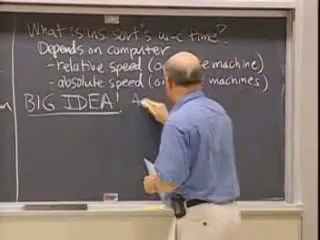 What is ins sort's w-c time?
Depends on computer
- relative speed (o
machine)
- absolute speed (o
machines)
BIG IDEA! A